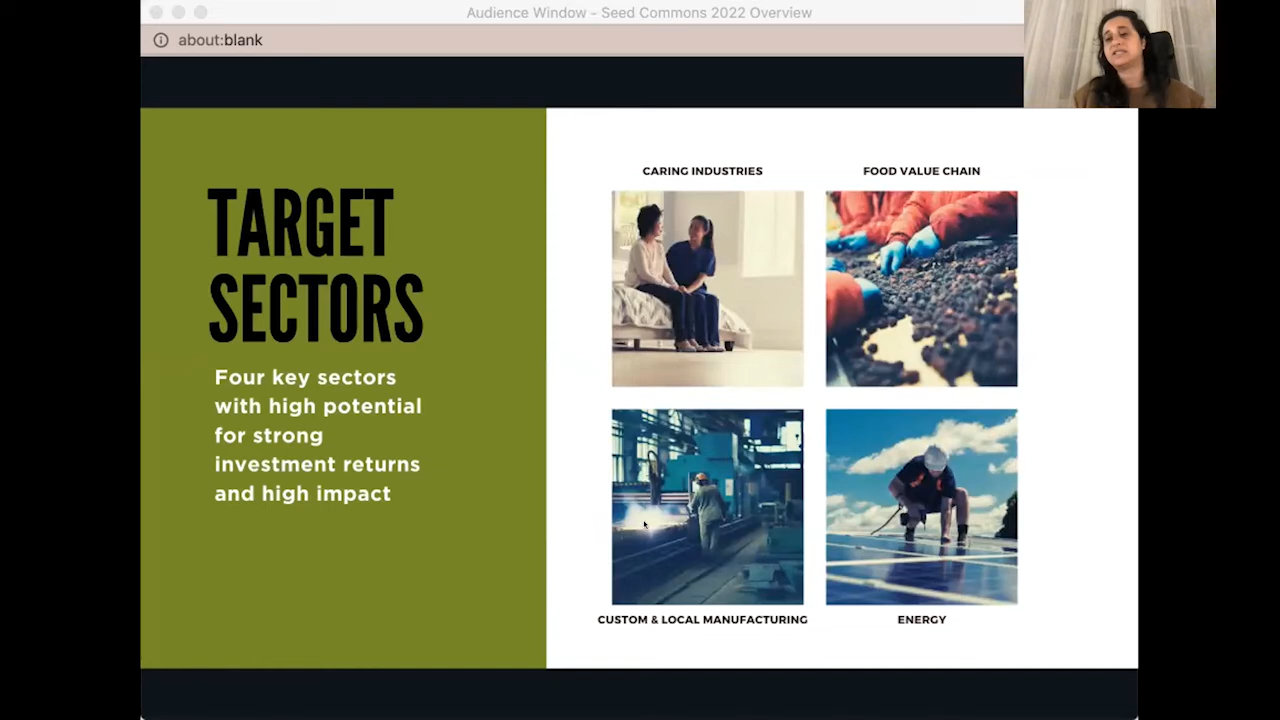 Audience Window – Seed Commons 2022 Overview
about:blank
TARGET
SECTORS
Four key sectors
with high potential
for strong
investment returns
and high impact
CARING INDUSTRIES
FOOD VALUE CHAIN
CUSTOM & LOCAL MANUFACTURING
ENERGY